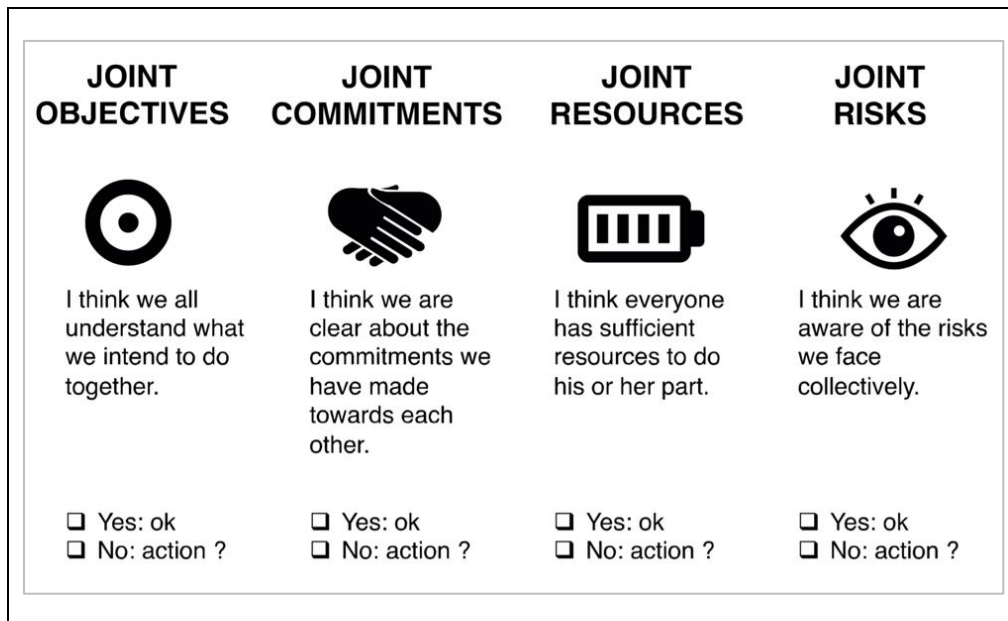 JOINT
OBJECTIVES
I think we all
understand what
we intend to do
together.
❑ Yes: ok
❑ No: action ?
JOINT
COMMITMENTS
I think we are
clear about the
commitments we
have made
towards each
other.
❑ Yes: ok
❑ No: action ?
JOINT
RESOURCES
I think everyone
has sufficient
resources to do
his or her part.
❑ Yes: ok
❑ No: action ?
JOINT
RISKS
I think we are
aware of the risks
we face
collectively.
❑ Yes: ok
❑ No: action ?